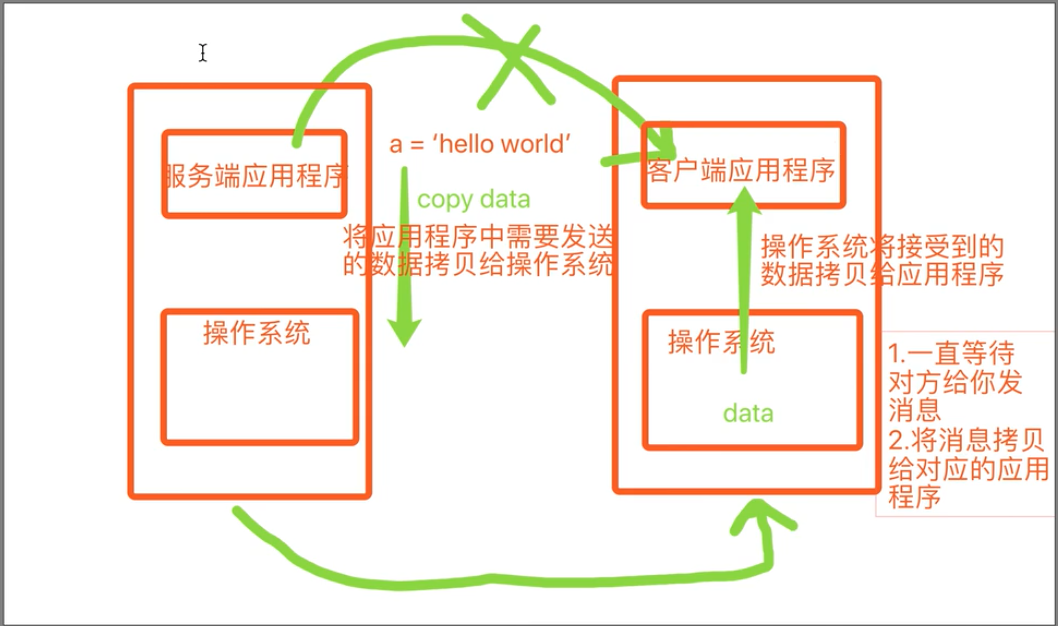 a = ‘hello world’
服务端应用程序
客户端应用程序
copy data
将应用程序中需要发送
的数据拷贝给操作系统
操作系统将接受到的
数据拷贝给应用程序
操作系统
操作系统
data
1.一直等待
对方给你发
消息
2.将消息拷贝
给对应的应用
程序